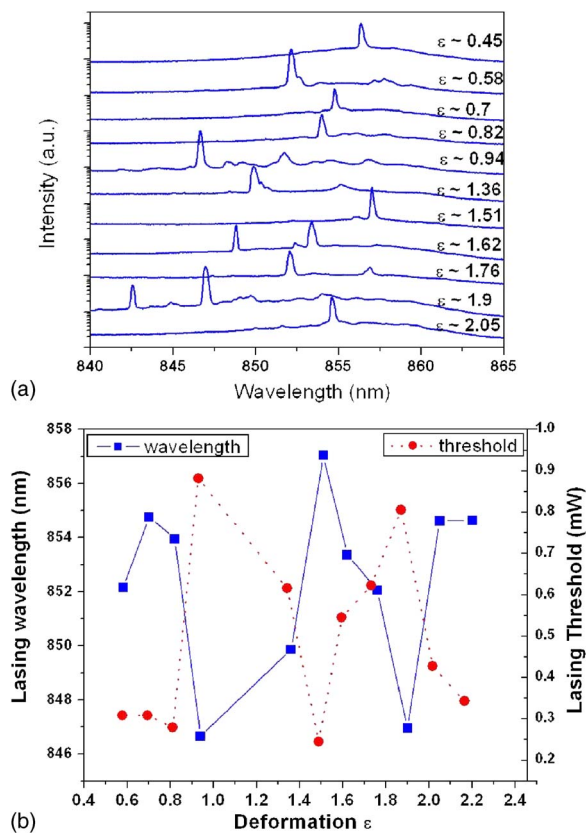 ε ~ 0.45
ε ~ 0.58
ε ~ 0.7
ε ~ 0.82
ε ~ 0.94
ε ~ 1.36
ε ~ 1.51
ε ~ 1.62
ε ~ 1.76
ε ~ 1.9
ε ~ 2.05
Intensity (a.u.)
840 845 850 855 860 865
(a)
Wavelength (nm)
wavelength
threshold
858
856
854
852
850
848
846
Lasing wavelength (nm)
1.0
0.9
0.8
0.7
0.6
0.5
0.4
0.3
0.2
Lasing Threshold (mW)
0.4 0.6 0.8 1.0 1.2 1.4 1.6 1.8 2.0 2.2 2.4
(b)
Deformation ε